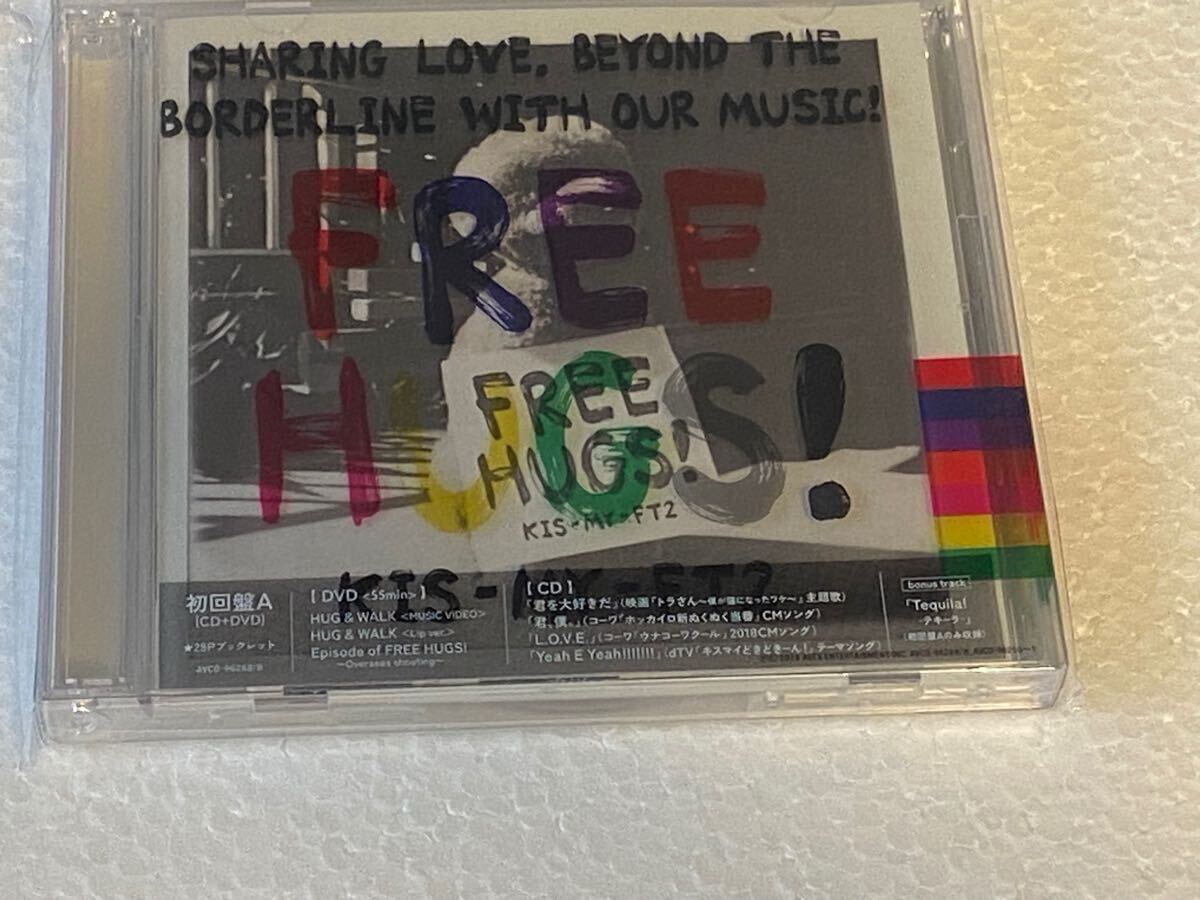 SHARING LOVE. BEYOND THE
BORDERLINE WITH OUR MUSIC!
FREE
HUGS!
FREE
HUGS!
KIS-MY-FT2
KIS-MY-FT2
初回盤A
(CD+DVD)
★28Pブックレット
AVCD-96268/B
【DVD <55min>】
HUG & WALK <MUSIC VIDEO>
HUG & WALK <Lip ver.>
Episode of FREE HUGS!
~Overseas shooting~
【CD】
「君を大好きだ」(映画「トラさん~僕が猫になったワケ~」主題歌)
「君、僕。」(コーワ「ホッカイロ新ぬくぬく当番」CMソング)
「L.O.V.E.」(コーワ「ウナコーワクール」2018CMソング)
「Yeah E Yeah!!!!!!!」(dTV「キスマイどきどきーん!」テーマソング)
bonus track
「Tequila!
-テキーラ-」
(初回盤Aのみ収録)